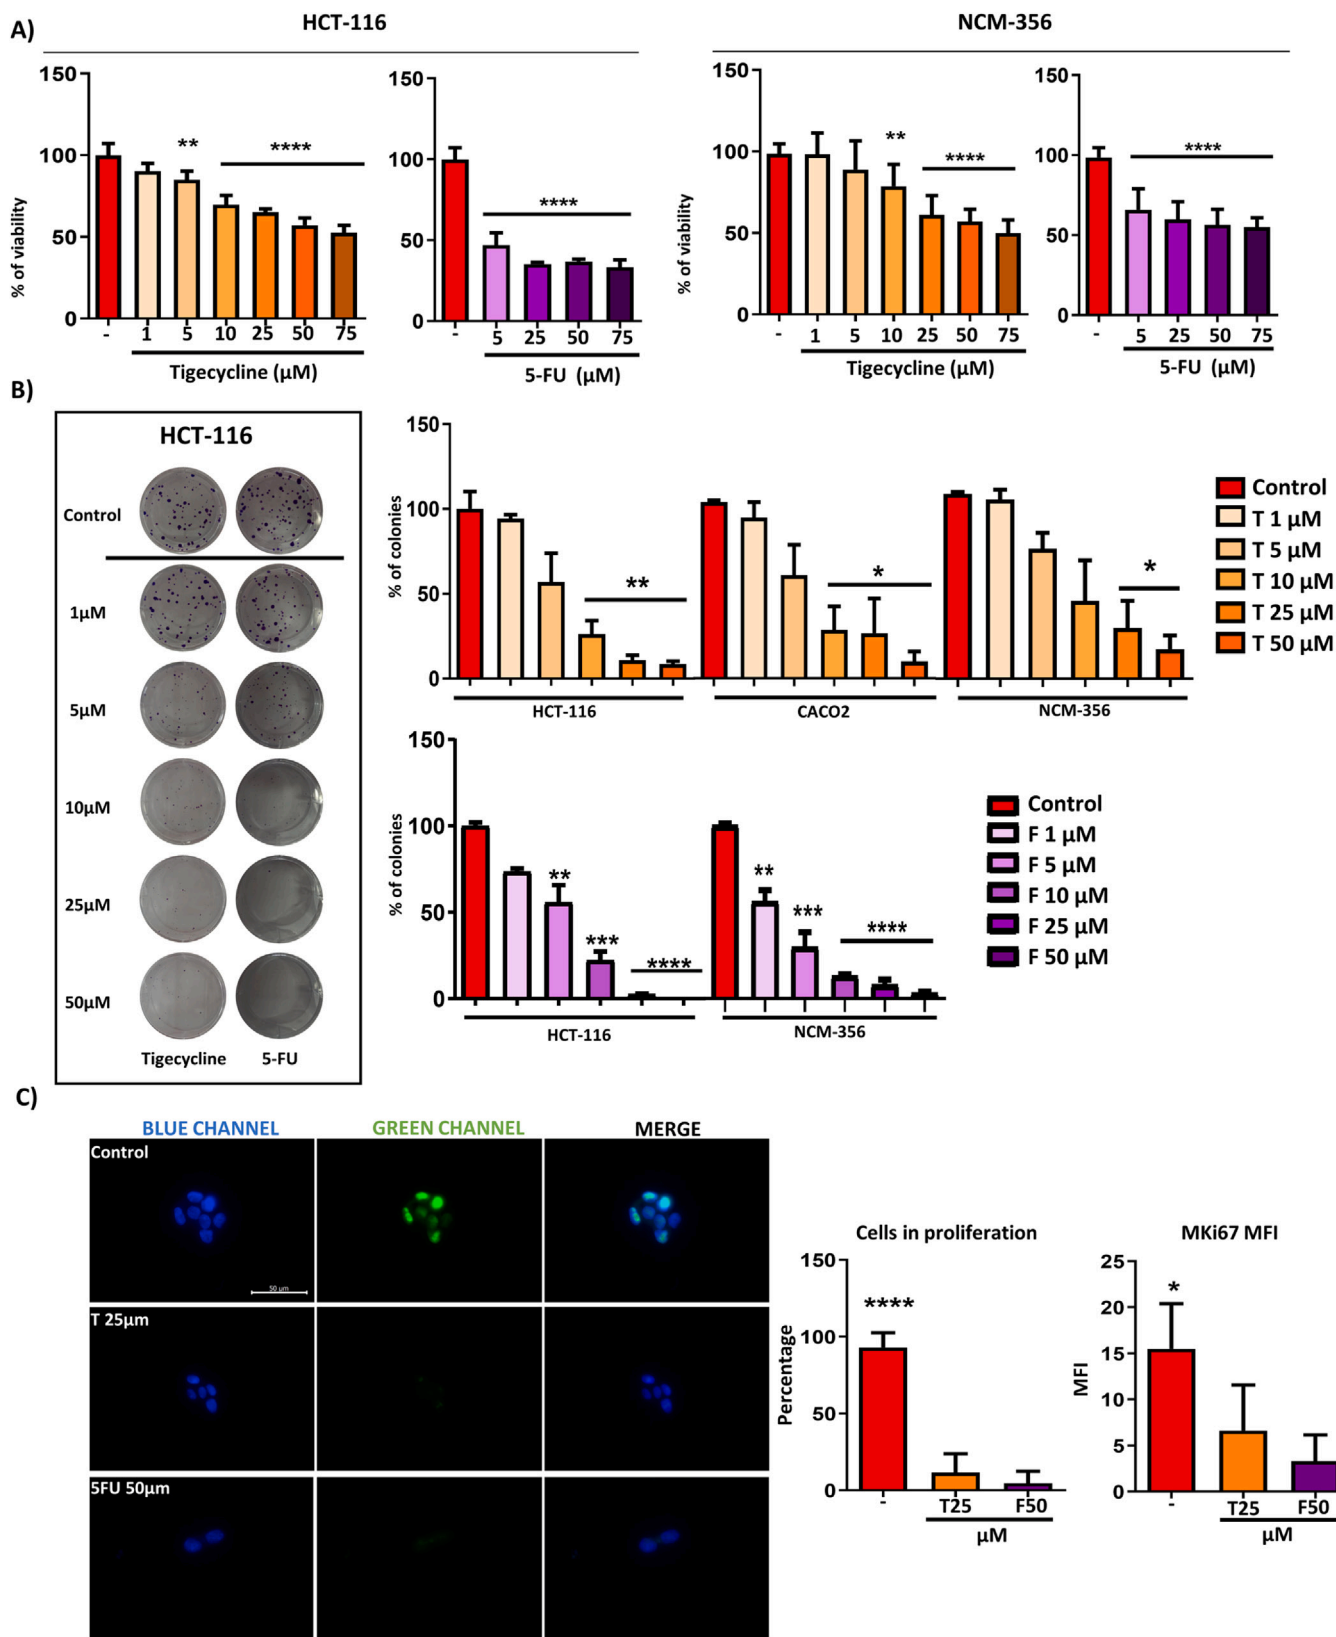 A)
HCT-116
NCM-356
% of viability
150
100
50
0
**
****
- 1 5 10 25 50 75
Tigecycline (µM)
150
100
50
0
****
- 5 25 50 75
5-FU (µM)
% of viability
150
100
50
0
**
****
- 1 5 10 25 50 75
Tigecycline (µM)
150
100
50
0
****
- 5 25 50 75
5-FU (µM)
B)
HCT-116
Control
1µM
5µM
10µM
25µM
50µM
Tigecycline 5-FU
% of colonies
150
100
50
0
**
*
*
HCT-116 CACO2 NCM-356
Control
T 1 µM
T 5 µM
T 10 µM
T 25 µM
T 50 µM
% of colonies
150
100
50
0
**
***
****
**
***
****
HCT-116 NCM-356
Control
F 1 µM
F 5 µM
F 10 µM
F 25 µM
F 50 µM
C)
BLUE CHANNEL GREEN CHANNEL MERGE
Control
50 µm
T 25µm
5FU 50µm
Cells in proliferation
Percentage
150
100
50
0
****
- T25 F50
µM
MKi67 MFI
MFI
25
20
15
10
5
0
*
- T25 F50
µM